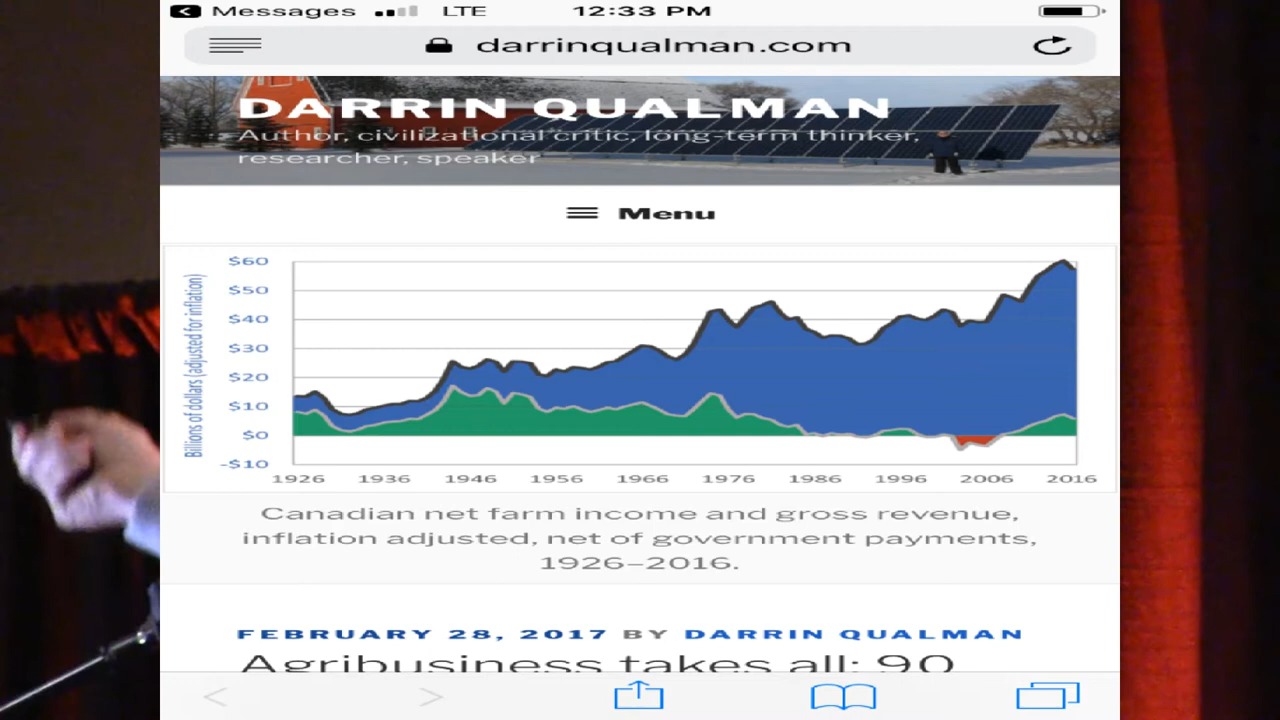 Messages LTE 12:33 PM
darrinqualman.com
DARRIN QUALMAN
Author, civilizational critic, long-term thinker,
researcher, speaker
Menu
Billions of dollars (adjusted for inflation)
$60
$50
$40
$30
$20
$10
$0
-$10
1926 1936 1946 1956 1966 1976 1986 1996 2006 2016
Canadian net farm income and gross revenue,
inflation adjusted, net of government payments,
1926–2016.
FEBRUARY 28, 2017 BY DARRIN QUALMAN
Agribusiness takes all: 90